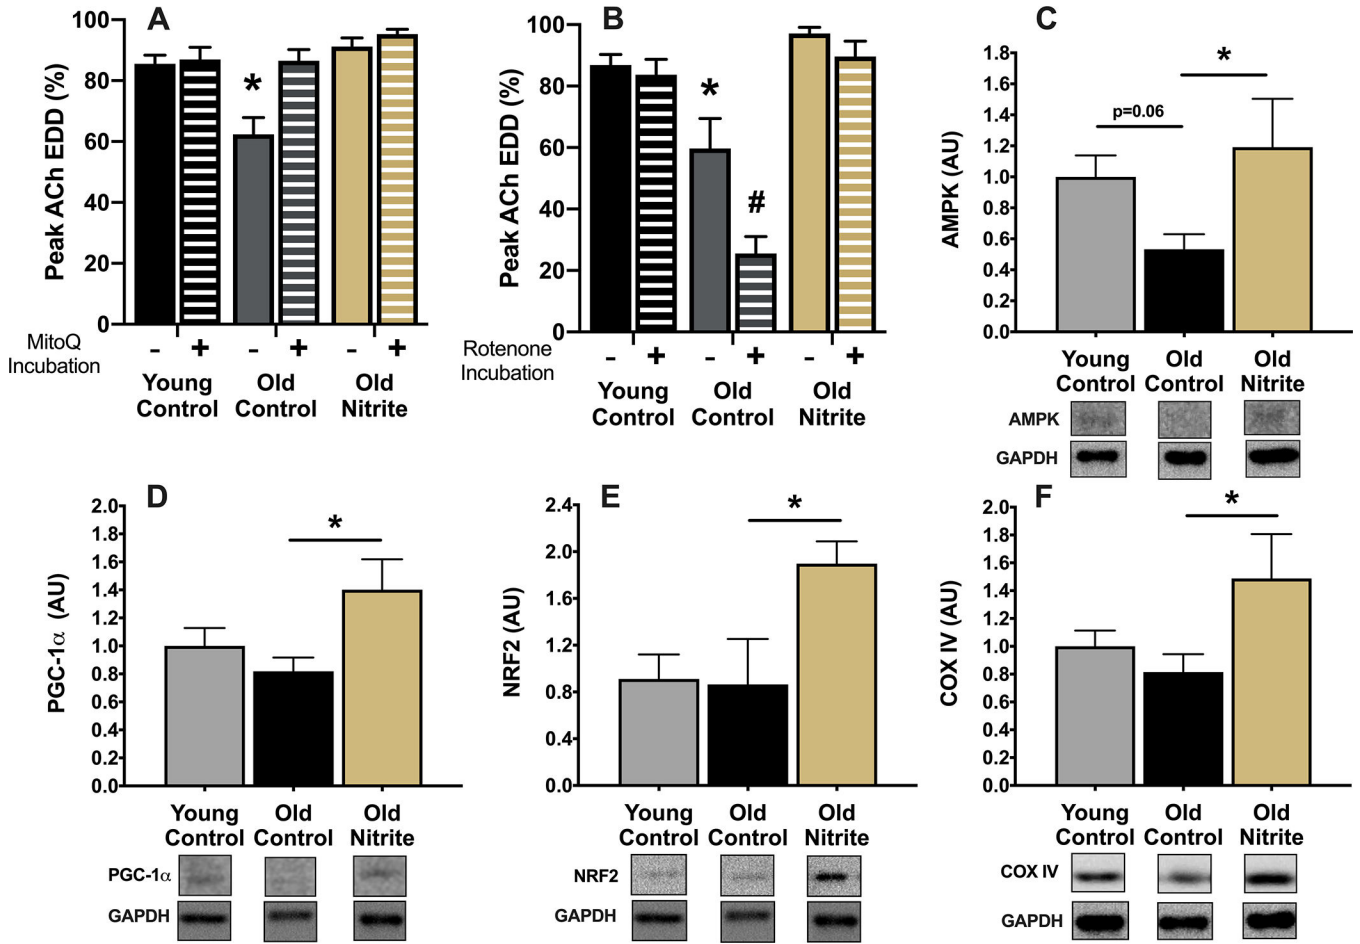 A
Peak ACh EDD (%)
100
80
60
40
20
0
*
MitoQ
Incubation
- + - + - +
Young
Control
Old
Control
Old
Nitrite
B
Peak ACh EDD (%)
100
80
60
40
20
0
*
#
Rotenone
Incubation
- + - + - +
Young
Control
Old
Control
Old
Nitrite
C
AMPK (AU)
1.8
1.6
1.4
1.2
1.0
0.8
0.6
0.4
0.2
0.0
p=0.06
*
Young
Control
Old
Control
Old
Nitrite
AMPK
GAPDH
D
PGC-1α (AU)
2.0
1.8
1.6
1.4
1.2
1.0
0.8
0.6
0.4
0.2
0.0
*
Young
Control
Old
Control
Old
Nitrite
PGC-1α
GAPDH
E
NRF2 (AU)
2.4
2.0
1.6
1.2
0.8
0.4
0.0
*
Young
Control
Old
Control
Old
Nitrite
NRF2
GAPDH
F
COX IV (AU)
2.0
1.8
1.6
1.4
1.2
1.0
0.8
0.6
0.4
0.2
0.0
*
Young
Control
Old
Control
Old
Nitrite
COX IV
GAPDH